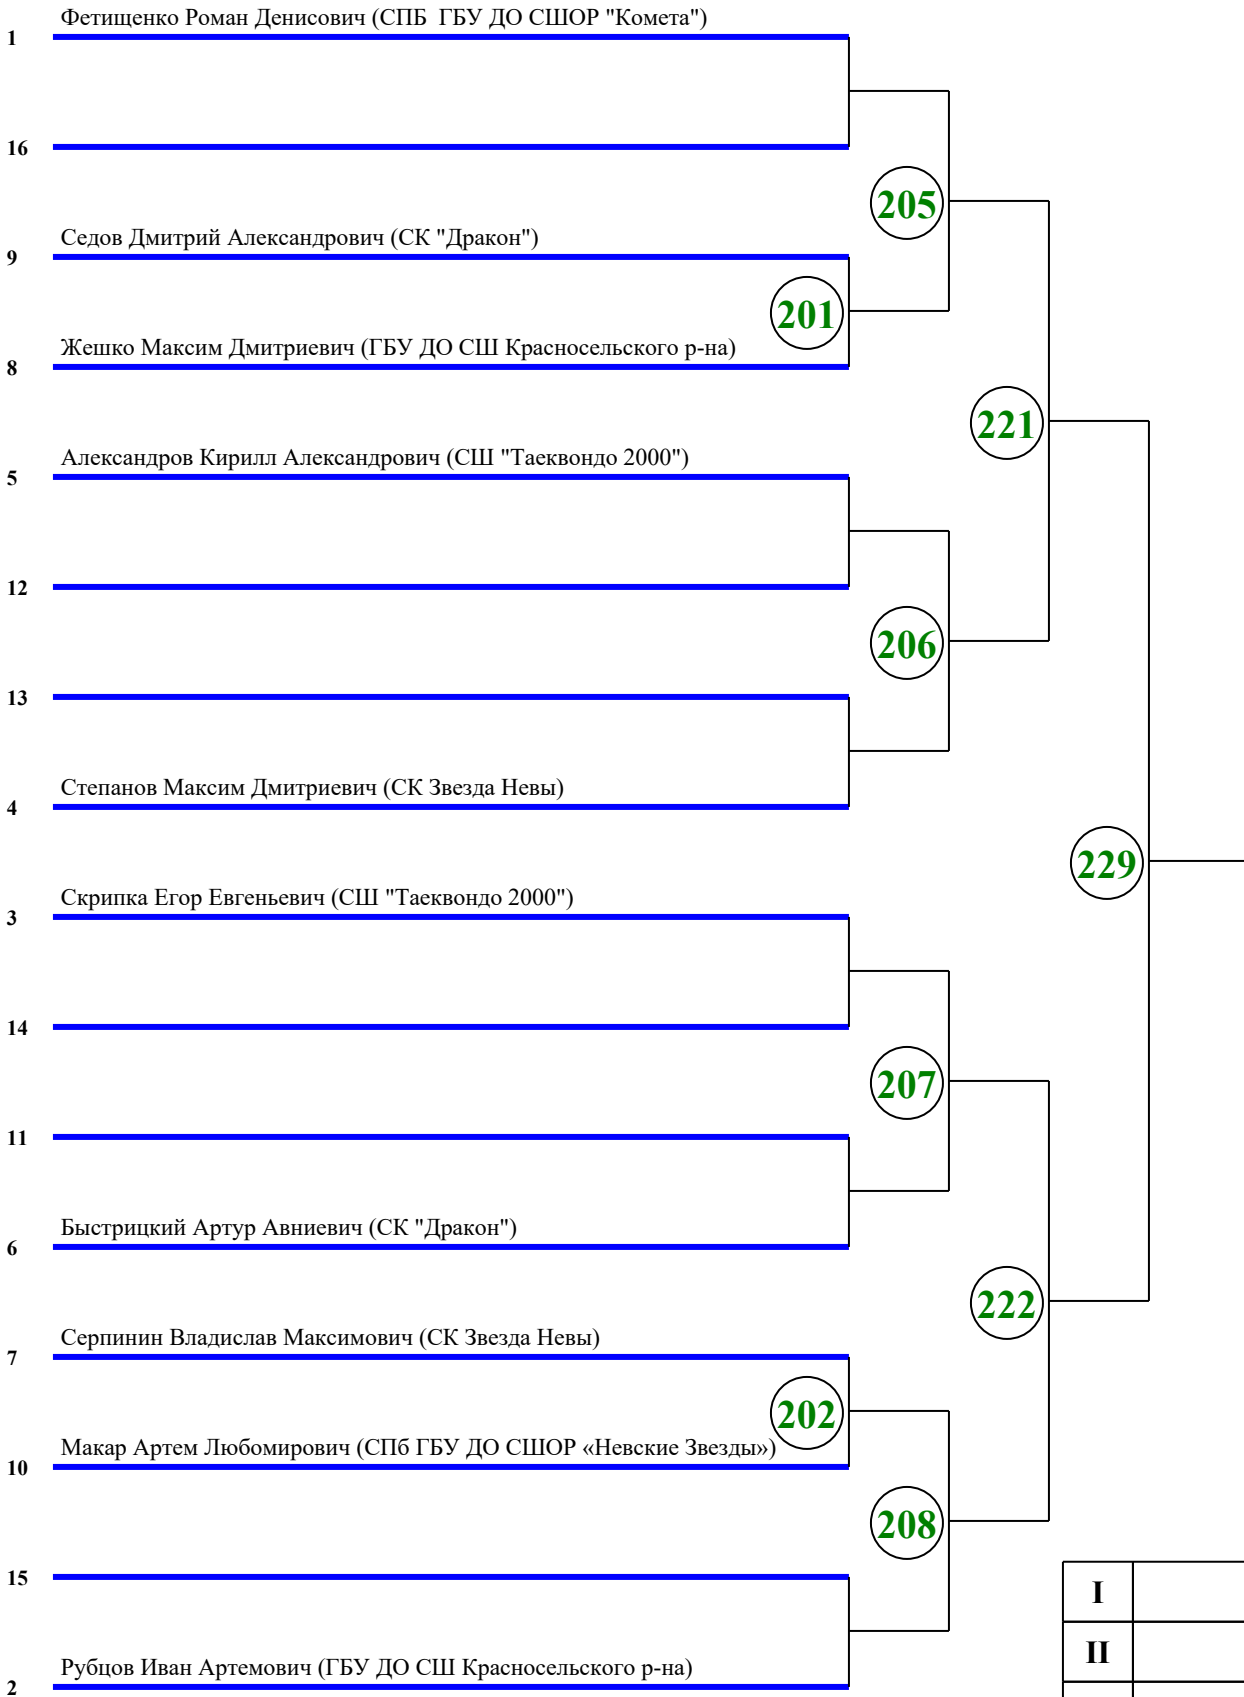 Фетищенко Роман Денисович (СПБ  ГБУ ДО СШОР "Комета")
1
16
205
Седов Дмитрий Александрович (СК "Дракон")
9
201
Жешко Максим Дмитриевич (ГБУ ДО СШ Красносельского р-на)
8
221
Александров Кирилл Александрович (СШ "Таеквондо 2000")
5
12
206
13
Степанов Максим Дмитриевич (СК Звезда Невы)
4
229
Скрипка Егор Евгеньевич (СШ "Таеквондо 2000")
3
14
207
11
Быстрицкий Артур Авниевич (СК "Дракон")
6
222
Серпинин Владислав Максимович (СК Звезда Невы)
7
202
Макар Артем Любомирович (СПб ГБУ ДО СШОР «Невские Звезды»)
10
208
15
I
II
Рубцов Иван Артемович (ГБУ ДО СШ Красносельского р-на)
2